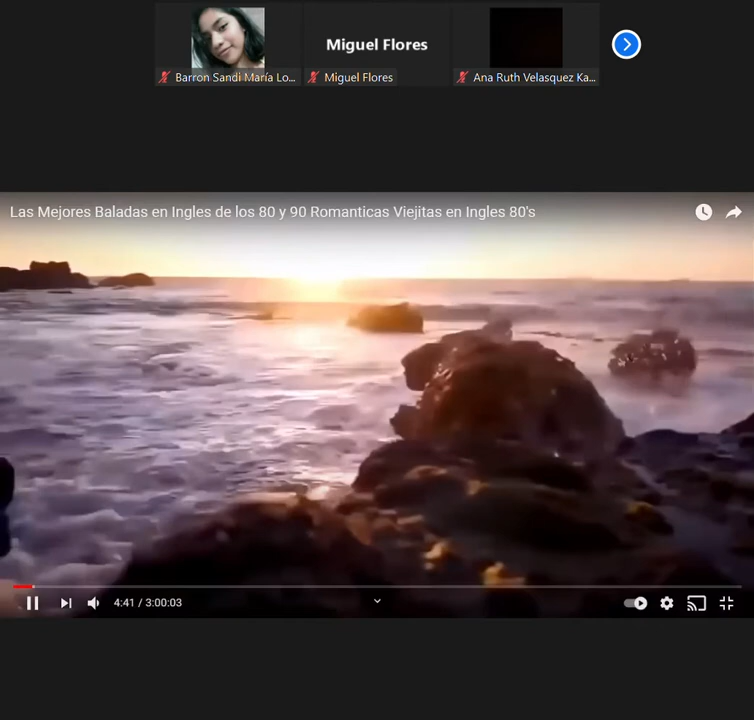 Miguel Flores
Barron Sandi María Lo...
Miguel Flores
Ana Ruth Velasquez Ka...
Las Mejores Baladas en Ingles de los 80 y 90 Romanticas Viejitas en Ingles 80's
4:41 / 3:00:03